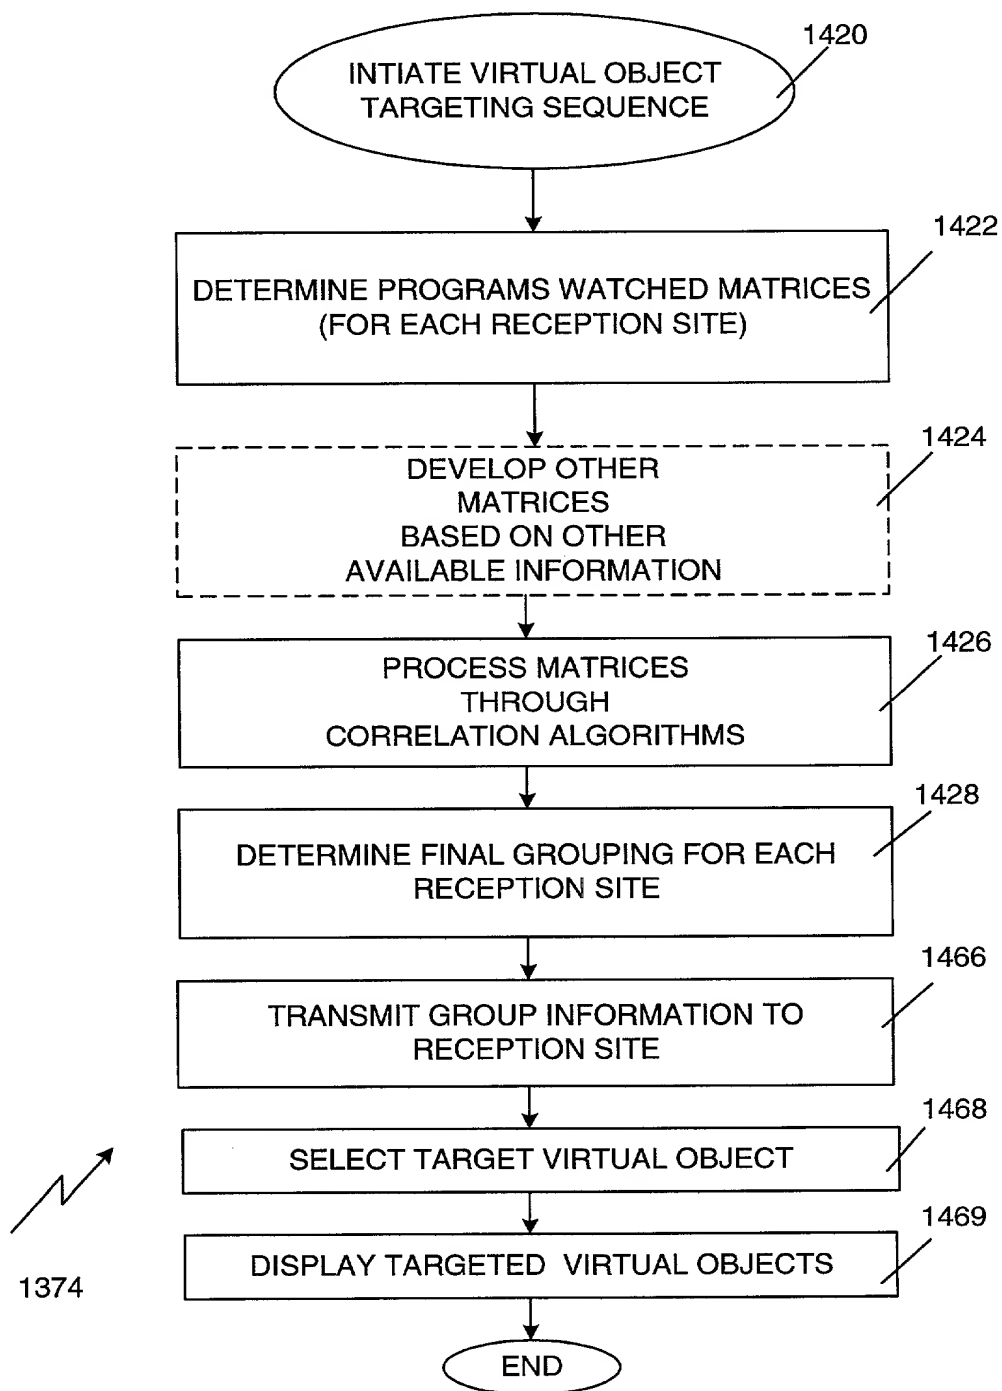 1420
INTIATE VIRTUAL OBJECT
TARGETING SEQUENCE
1422
DETERMINE PROGRAMS WATCHED MATRICES
(FOR EACH RECEPTION SITE)
1424
DEVELOP OTHER
MATRICES
BASED ON OTHER
AVAILABLE INFORMATION
1426
PROCESS MATRICES
THROUGH
CORRELATION ALGORITHMS
1428
DETERMINE FINAL GROUPING FOR EACH
RECEPTION SITE
1466
TRANSMIT GROUP INFORMATION TO
RECEPTION SITE
1468
SELECT TARGET VIRTUAL OBJECT
1469
DISPLAY TARGETED VIRTUAL OBJECTS
1374
END